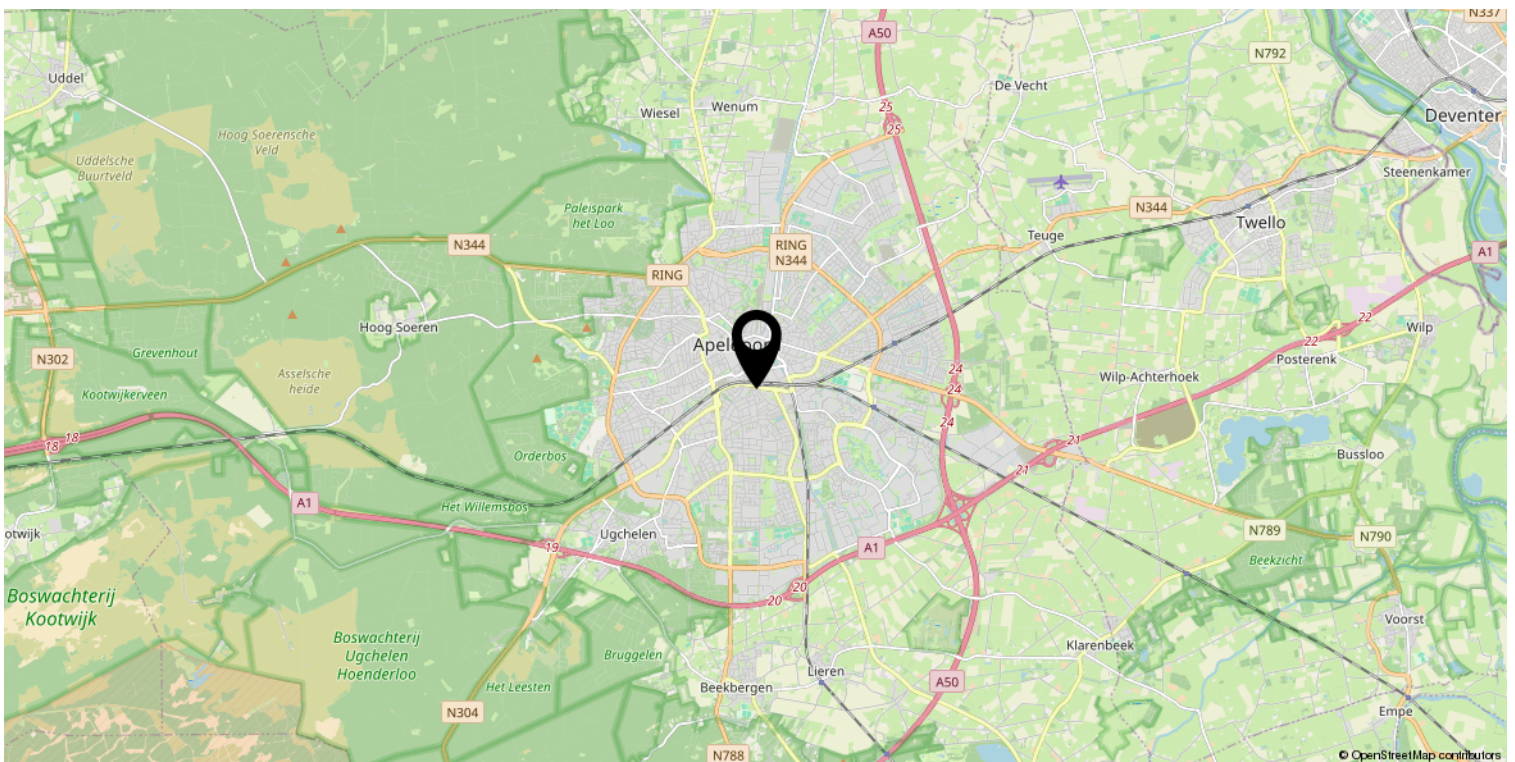 N337
A50
N792
Uddel
De Vecht
Wenum
Wiesel
25
25
Deventer
Hoog Soerensche
Veld
Uddelsche
Buurtveld
Steenenkamer
Paleispark
het Loo
N344
Twello
Teuge
N344
RING
N344
A1
RING
22
22
Wilp
Hoog Soeren
Grevenhout
N302
Posterenk
24
24
24
Wilp-Achterhoek
Asselsche
heide
Kootwijkerveen
18
18
21
21
Bussloo
Orderbos
A1
Het Willemsbos
otwijk
Ugchelen
19
A1
N789
N790
Beekzicht
20
20
Boswachterij
Kootwijk
Boswachterij
Ugchelen
Hoenderloo
Voorst
Klarenbeek
Bruggelen
Lieren
A50
Het Leesten
Beekbergen
N304
Empe
N788
© OpenStreetMap contributors